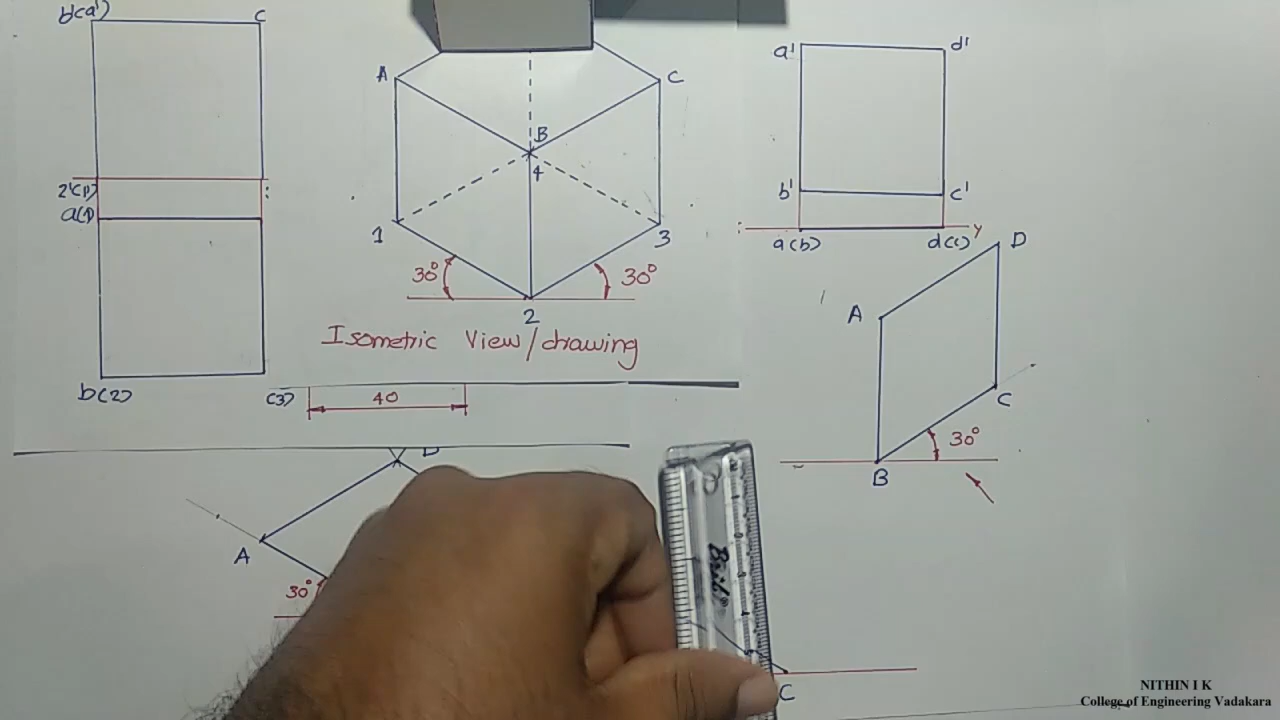 b'(a')
C
2'(1')
a(1)
b(2)
(3)
40
A
C
B
4
1
3
30°
30°
2
Isometric View/drawing
a'
d'
b'
c'
a(b)
d(c)
Y
D
A
C
30°
B
A
30°
C
NITHIN I K
College of Engineering Vadakara